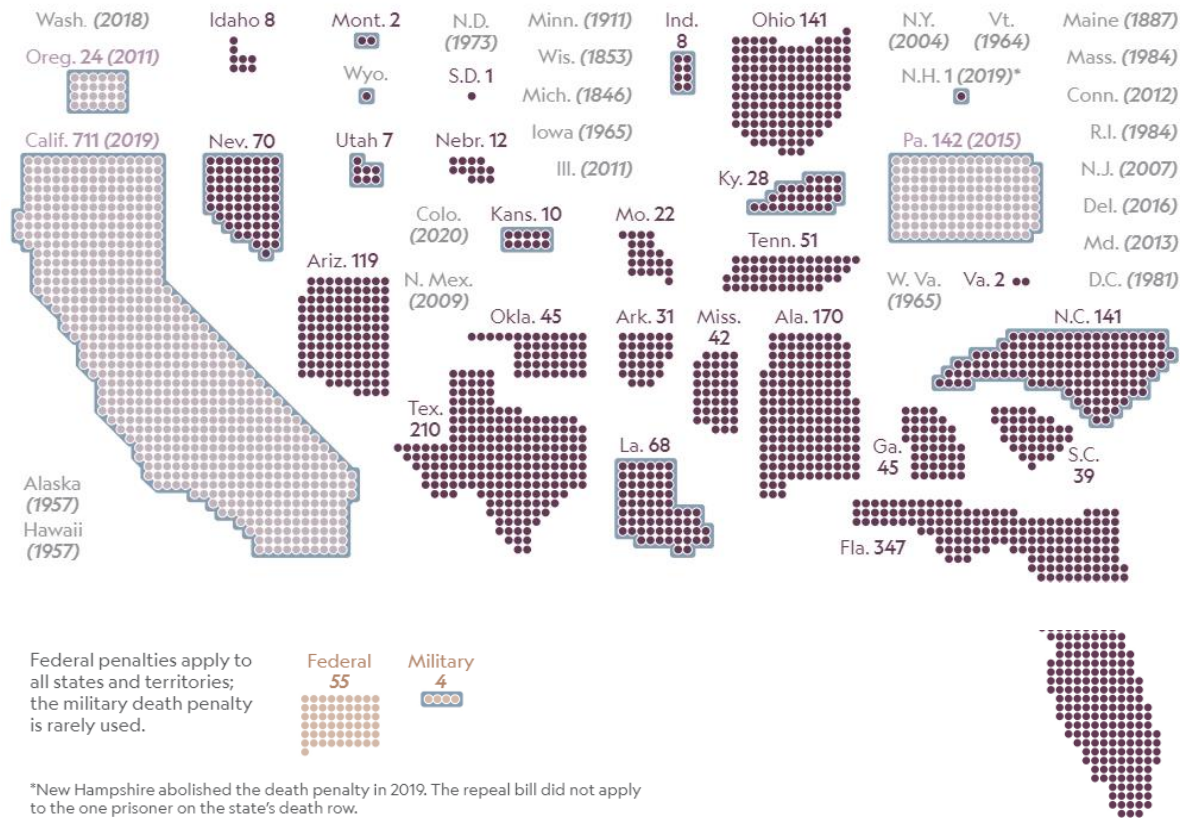 Wash. (2018)
Idaho 8
Mont. 2
N.D.
(1973)
Minn. (1911)
Ind.
8
Ohio 141
N.Y.
(2004)
Vt.
(1964)
Maine (1887)
Oreg. 24 (2011)
Wyo.
S.D. 1
Wis. (1853)
N.H. 1 (2019)*
Mass. (1984)
Mich. (1846)
Conn. (2012)
Calif. 711 (2019)
Nev. 70
Utah 7
Nebr. 12
Iowa (1965)
Pa. 142 (2015)
R.I. (1984)
Ill. (2011)
Ky. 28
N.J. (2007)
Colo.
(2020)
Kans. 10
Mo. 22
Del. (2016)
Tenn. 51
Md. (2013)
Ariz. 119
N. Mex.
(2009)
W. Va.
(1965)
Va. 2
D.C. (1981)
Okla. 45
Ark. 31
Miss.
42
Ala. 170
N.C. 141
Tex.
210
La. 68
Ga.
45
S.C.
39
Alaska
(1957)
Hawaii
(1957)
Fla. 347
Federal penalties apply to
all states and territories;
the military death penalty
is rarely used.
Federal
55
Military
4
*New Hampshire abolished the death penalty in 2019. The repeal bill did not apply
to the one prisoner on the state's death row.